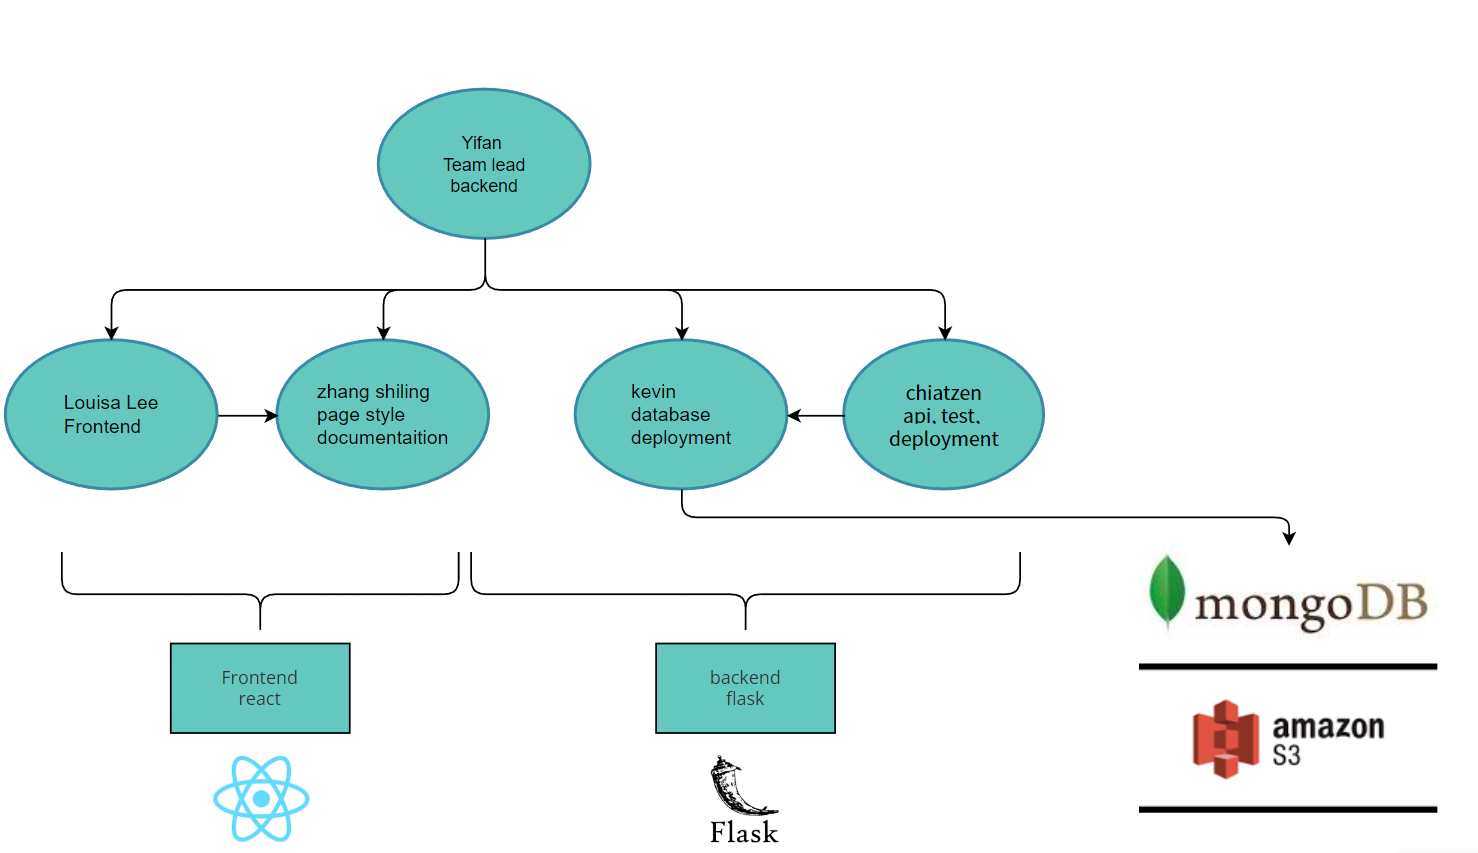 Yifan
Team lead
backend
Louisa Lee
Frontend
zhang shiling
page style
documentaition
kevin
database
deployment
chiatzen
api, test,
deployment
Frontend
react
backend
flask
Flask
mongoDB
amazon
S3